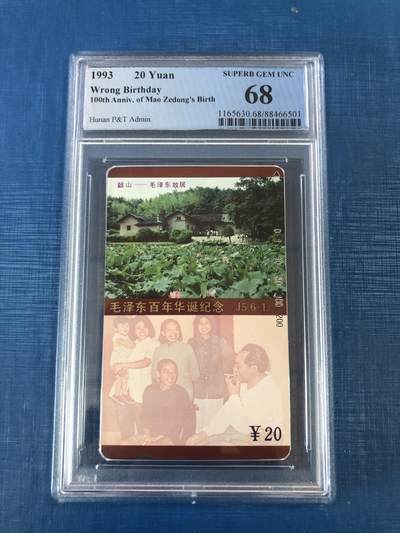 1993 20 Yuan SUPERB GEM UNC
Wrong Birthday 68
100th Anniv. of Mao Zedong's Birth
Hunan P&T Admin. 1165630.68/88466501
韶山——毛泽东故居
毛泽东百年华诞纪念 J5(6-1)
200
¥20